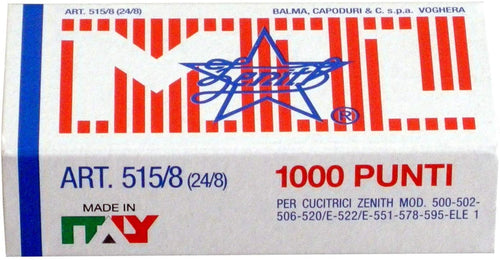 ART. 515/8 (24/8) BALMA, CAPODURI & C. s.p.a. VOGHERA
Zenith
®
ART. 515/8 (24/8) 1000 PUNTI
PER CUCITRICI ZENITH MOD. 500-502-
506-520/E-522/E-551-578-595-ELE 1
MADE IN
ITALY